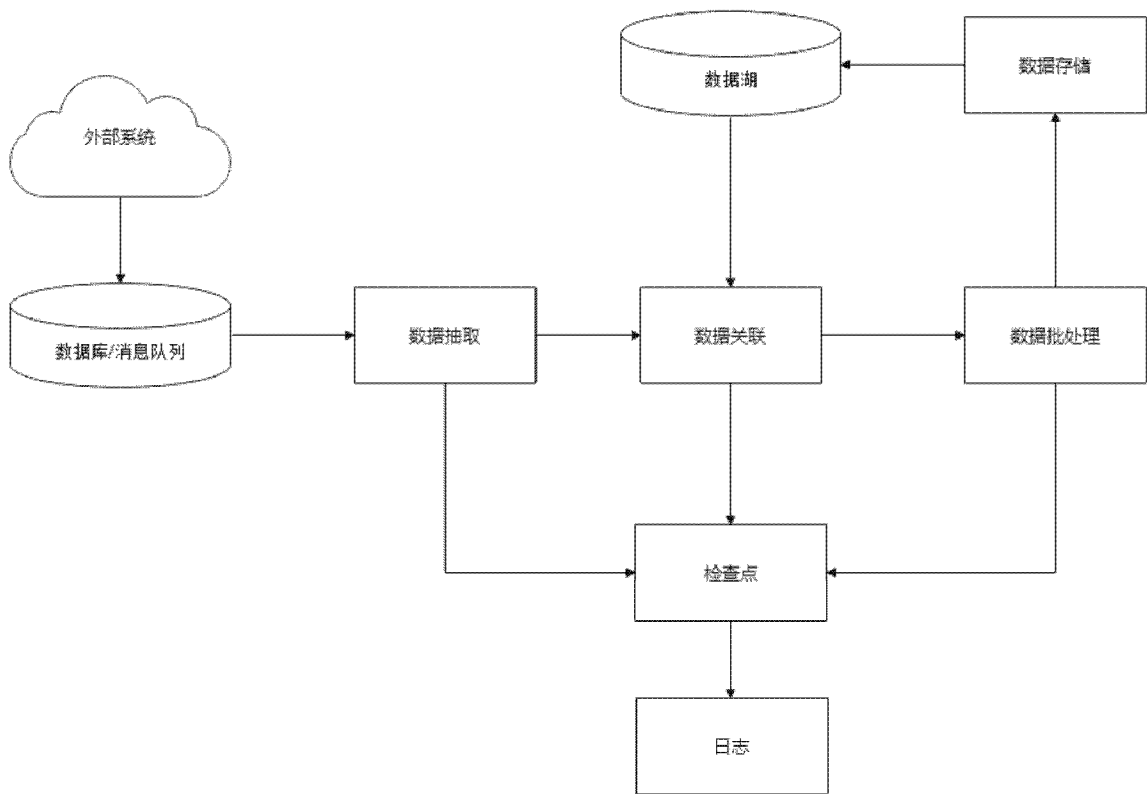 数据湖
数据存储
外部系统
数据库/消息队列
数据抽取
数据关联
数据批处理
检查点
日志